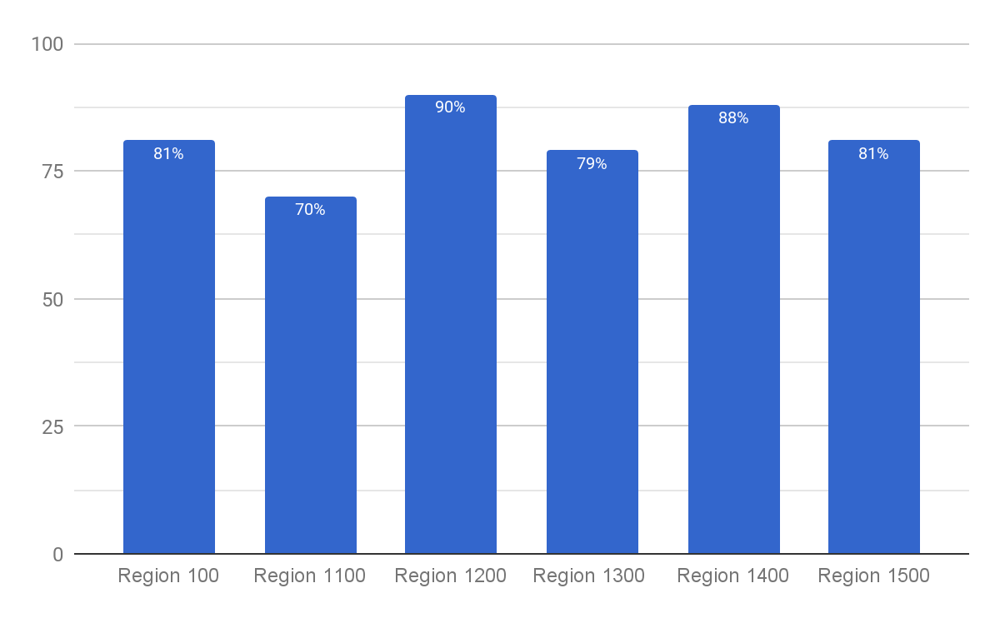 100
75
50
25
0
81%
70%
90%
79%
88%
81%
Region 100
Region 1100
Region 1200
Region 1300
Region 1400
Region 1500